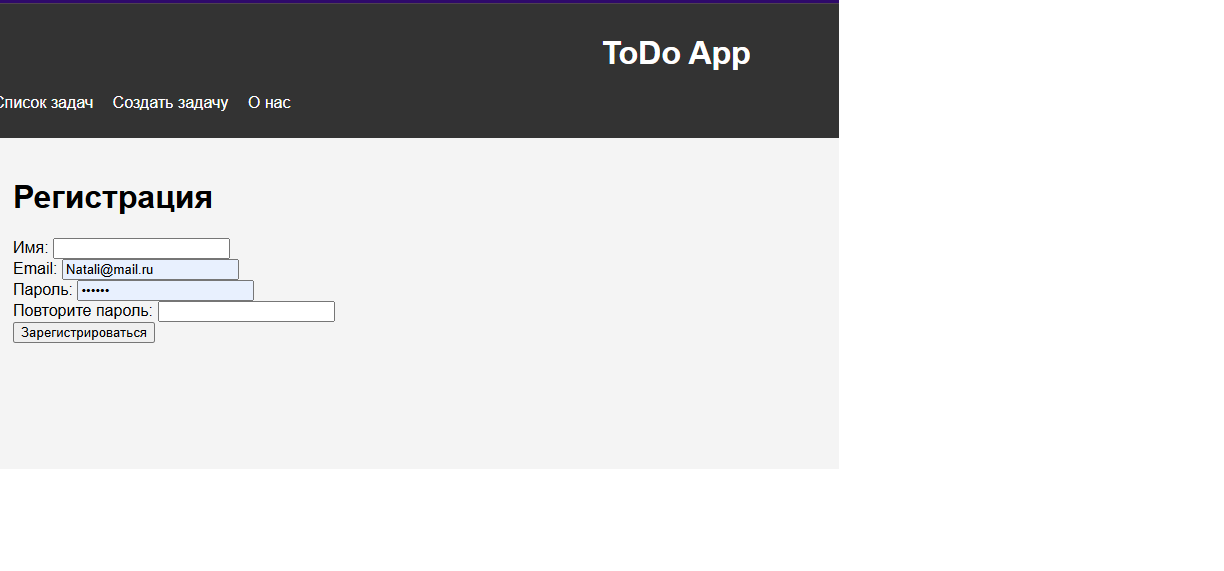 ToDo App
Список задач Создать задачу О нас
Регистрация
Имя:
Email: Natali@mail.ru
Пароль: ••••••
Повторите пароль:
Зарегистрироваться